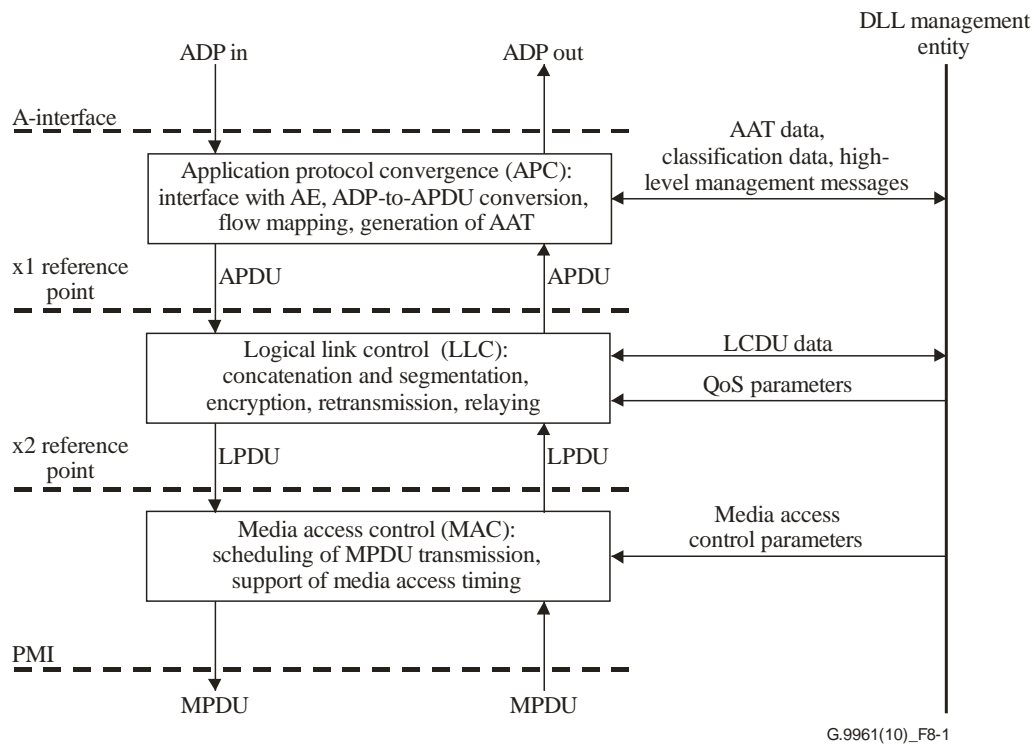 DLL management
entity
ADP in
ADP out
A-interface
AAT data,
classification data, high-
level management messages
Application protocol convergence (APC):
interface with AE, ADP-to-APDU conversion,
flow mapping, generation of AAT
x1 reference
point
APDU
APDU
Logical link control (LLC):
concatenation and segmentation,
encryption, retransmission, relaying
LCDU data
QoS parameters
x2 reference
point
LPDU
LPDU
Media access control (MAC):
scheduling of MPDU transmission,
support of media access timing
Media access
control parameters
PMI
MPDU
MPDU
G.9961(10)_F8-1